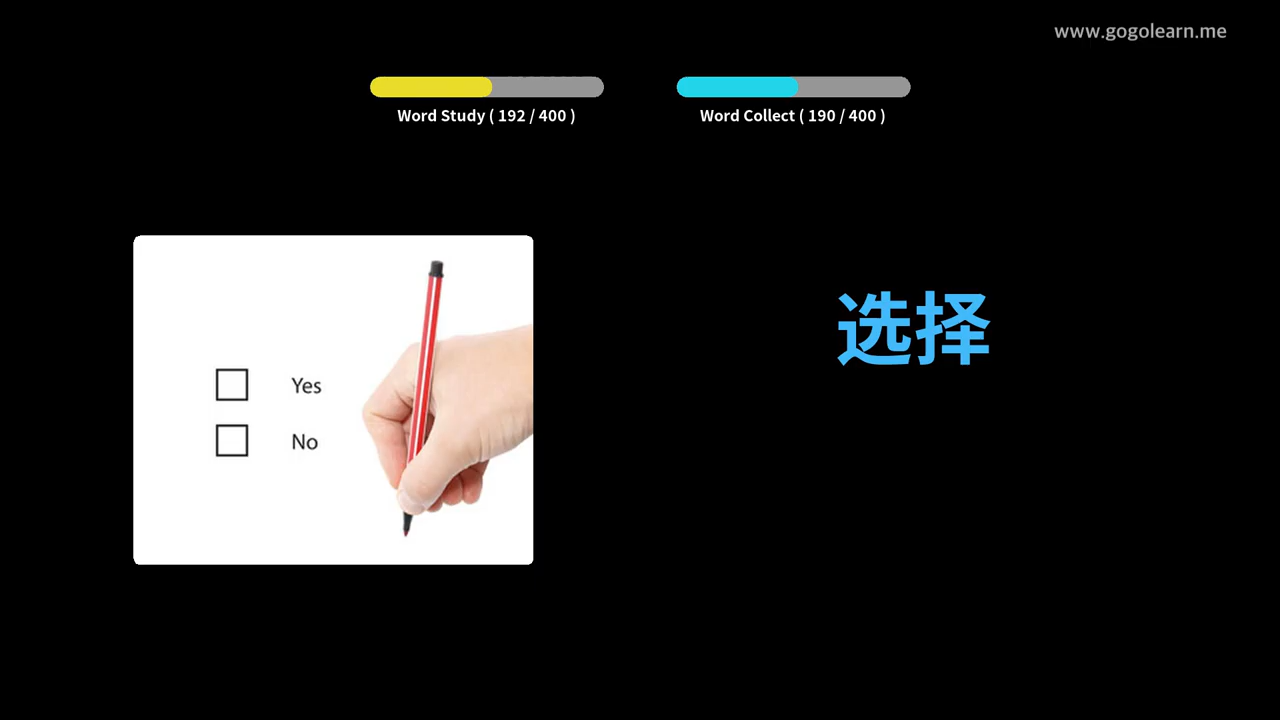 www.gogolearn.me
Word Study ( 192 / 400 )
Word Collect ( 190 / 400 )
Yes
No
选择